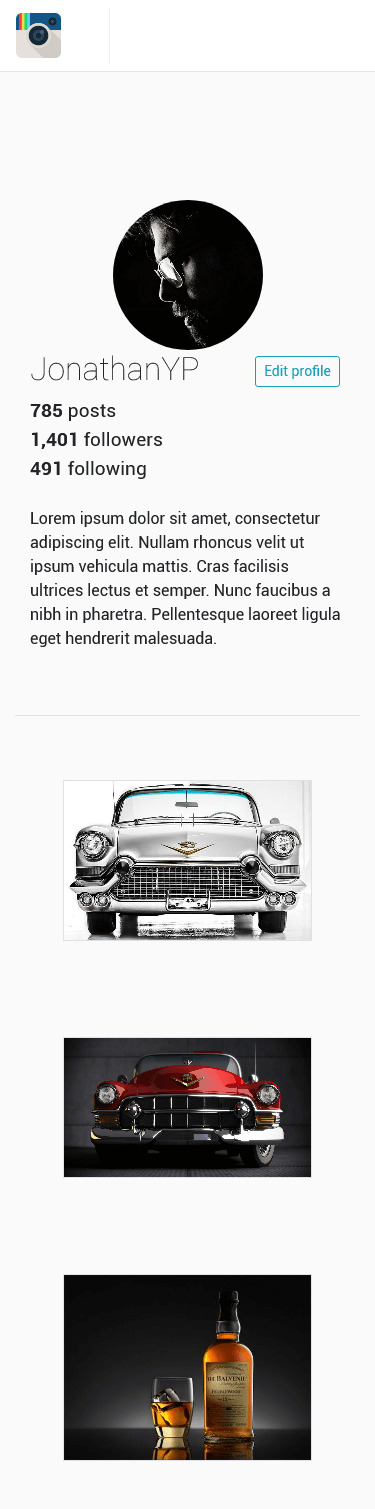 JonathanYP
Edit profile
785 posts
1,401 followers
491 following
Lorem ipsum dolor sit amet, consectetur
adipiscing elit. Nullam rhoncus velit ut
ipsum vehicula mattis. Cras facilisis
ultrices lectus et semper. Nunc faucibus a
nibh in pharetra. Pellentesque laoreet ligula
eget hendrerit malesuada.
THE BALVENIE
DOUBLEWOOD